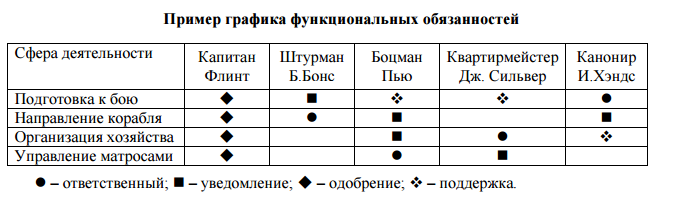 Пример графика функциональных обязанностей
Сфера деятельности Капитан Штурман Боцман Квартирмейстер Канонир
Флинт Б.Бонс Пью Дж. Сильвер И.Хэндс
Подготовка к бою ◆ ■ ❖ ❖ ●
Направление корабля ◆ ● ■ ■
Организация хозяйства ◆ ■ ● ❖
Управление матросами ◆ ● ■
● – ответственный; ■ – уведомление; ◆ – одобрение; ❖ – поддержка.